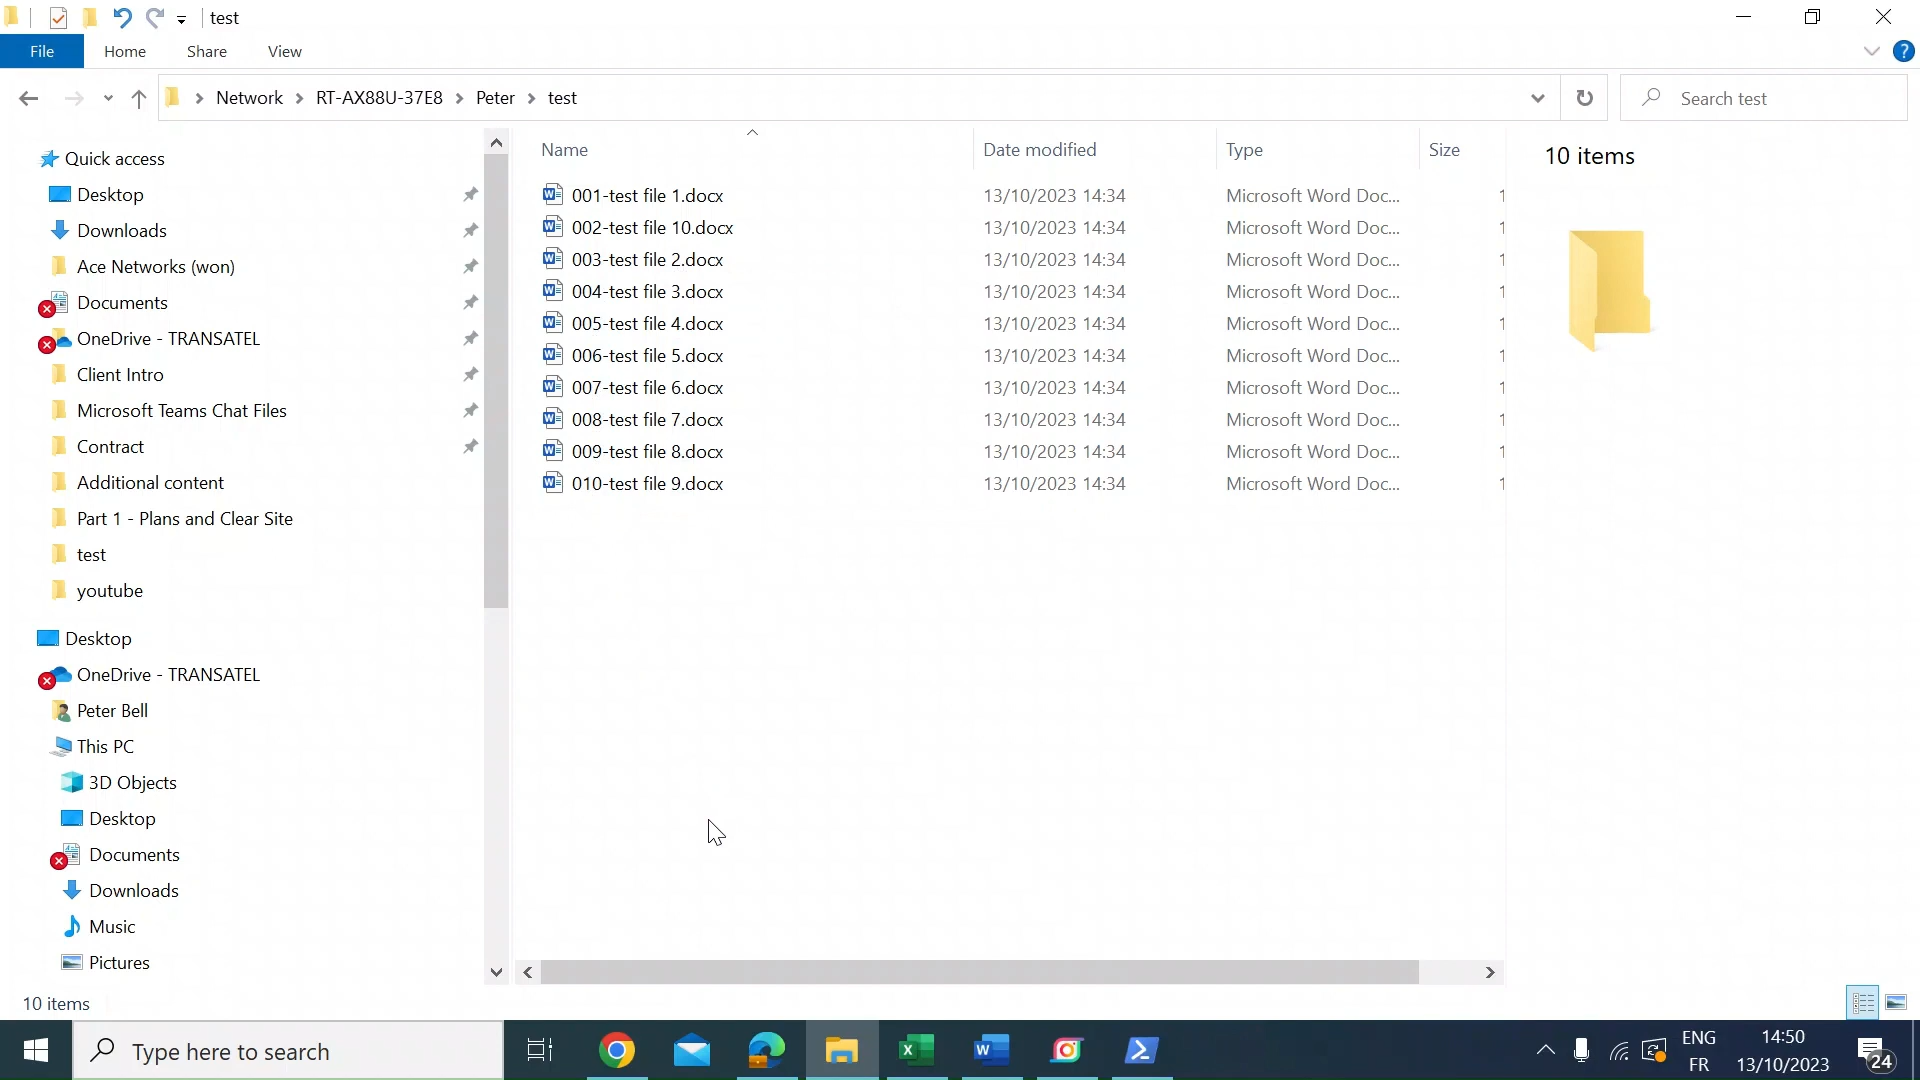 test
File Home Share View
Network RT-AX88U-37E8 Peter test
Search test
Quick access
Desktop
Downloads
Ace Networks (won)
Documents
OneDrive - TRANSATEL
Client Intro
Microsoft Teams Chat Files
Contract
Additional content
Part 1 - Plans and Clear Site
test
youtube
Desktop
OneDrive - TRANSATEL
Peter Bell
This PC
3D Objects
Desktop
Documents
Downloads
Music
Pictures
Name Date modified Type Size
001-test file 1.docx 13/10/2023 14:34 Microsoft Word Doc... 1
002-test file 10.docx 13/10/2023 14:34 Microsoft Word Doc... 1
003-test file 2.docx 13/10/2023 14:34 Microsoft Word Doc... 1
004-test file 3.docx 13/10/2023 14:34 Microsoft Word Doc... 1
005-test file 4.docx 13/10/2023 14:34 Microsoft Word Doc... 1
006-test file 5.docx 13/10/2023 14:34 Microsoft Word Doc... 1
007-test file 6.docx 13/10/2023 14:34 Microsoft Word Doc... 1
008-test file 7.docx 13/10/2023 14:34 Microsoft Word Doc... 1
009-test file 8.docx 13/10/2023 14:34 Microsoft Word Doc... 1
010-test file 9.docx 13/10/2023 14:34 Microsoft Word Doc... 1
10 items
10 items
Type here to search
ENG
FR
14:50
13/10/2023
24